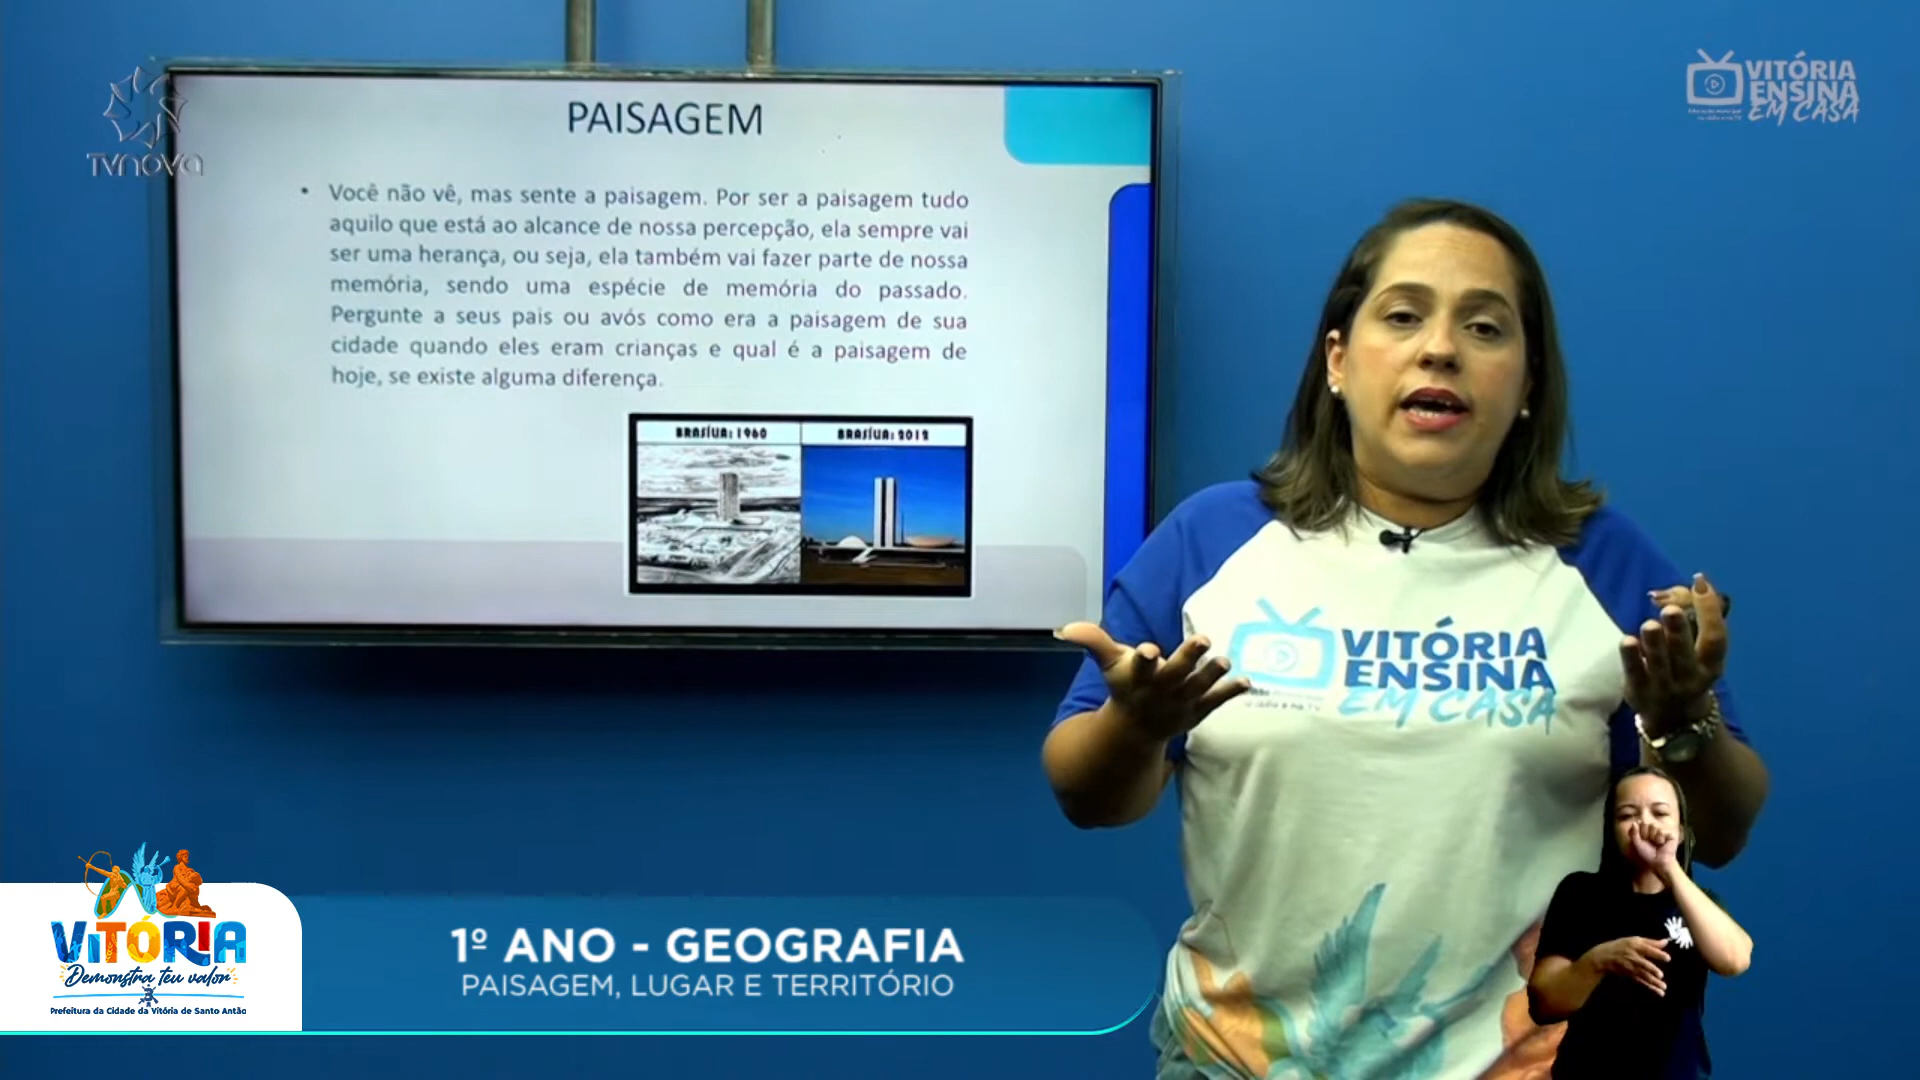 PAISAGEM
• Você não vê, mas sente a paisagem. Por ser a paisagem tudo
aquilo que está ao alcance de nossa percepção, ela sempre vai
ser uma herança, ou seja, ela também vai fazer parte de nossa
memória, sendo uma espécie de memória do passado.
Pergunte a seus pais ou avós como era a paisagem de sua
cidade quando eles eram crianças e qual é a paisagem de
hoje, se existe alguma diferença.
BRASÍLIA: 1960
BRASÍLIA: 2012
TVNOVA
VITÓRIA
ENSINA
EM CASA
VITÓRIA
ENSINA
EM CASA
VITÓRIA
Demonstra teu valor
Prefeitura da Cidade da Vitória de Santo Antão
1º ANO - GEOGRAFIA
PAISAGEM, LUGAR E TERRITÓRIO